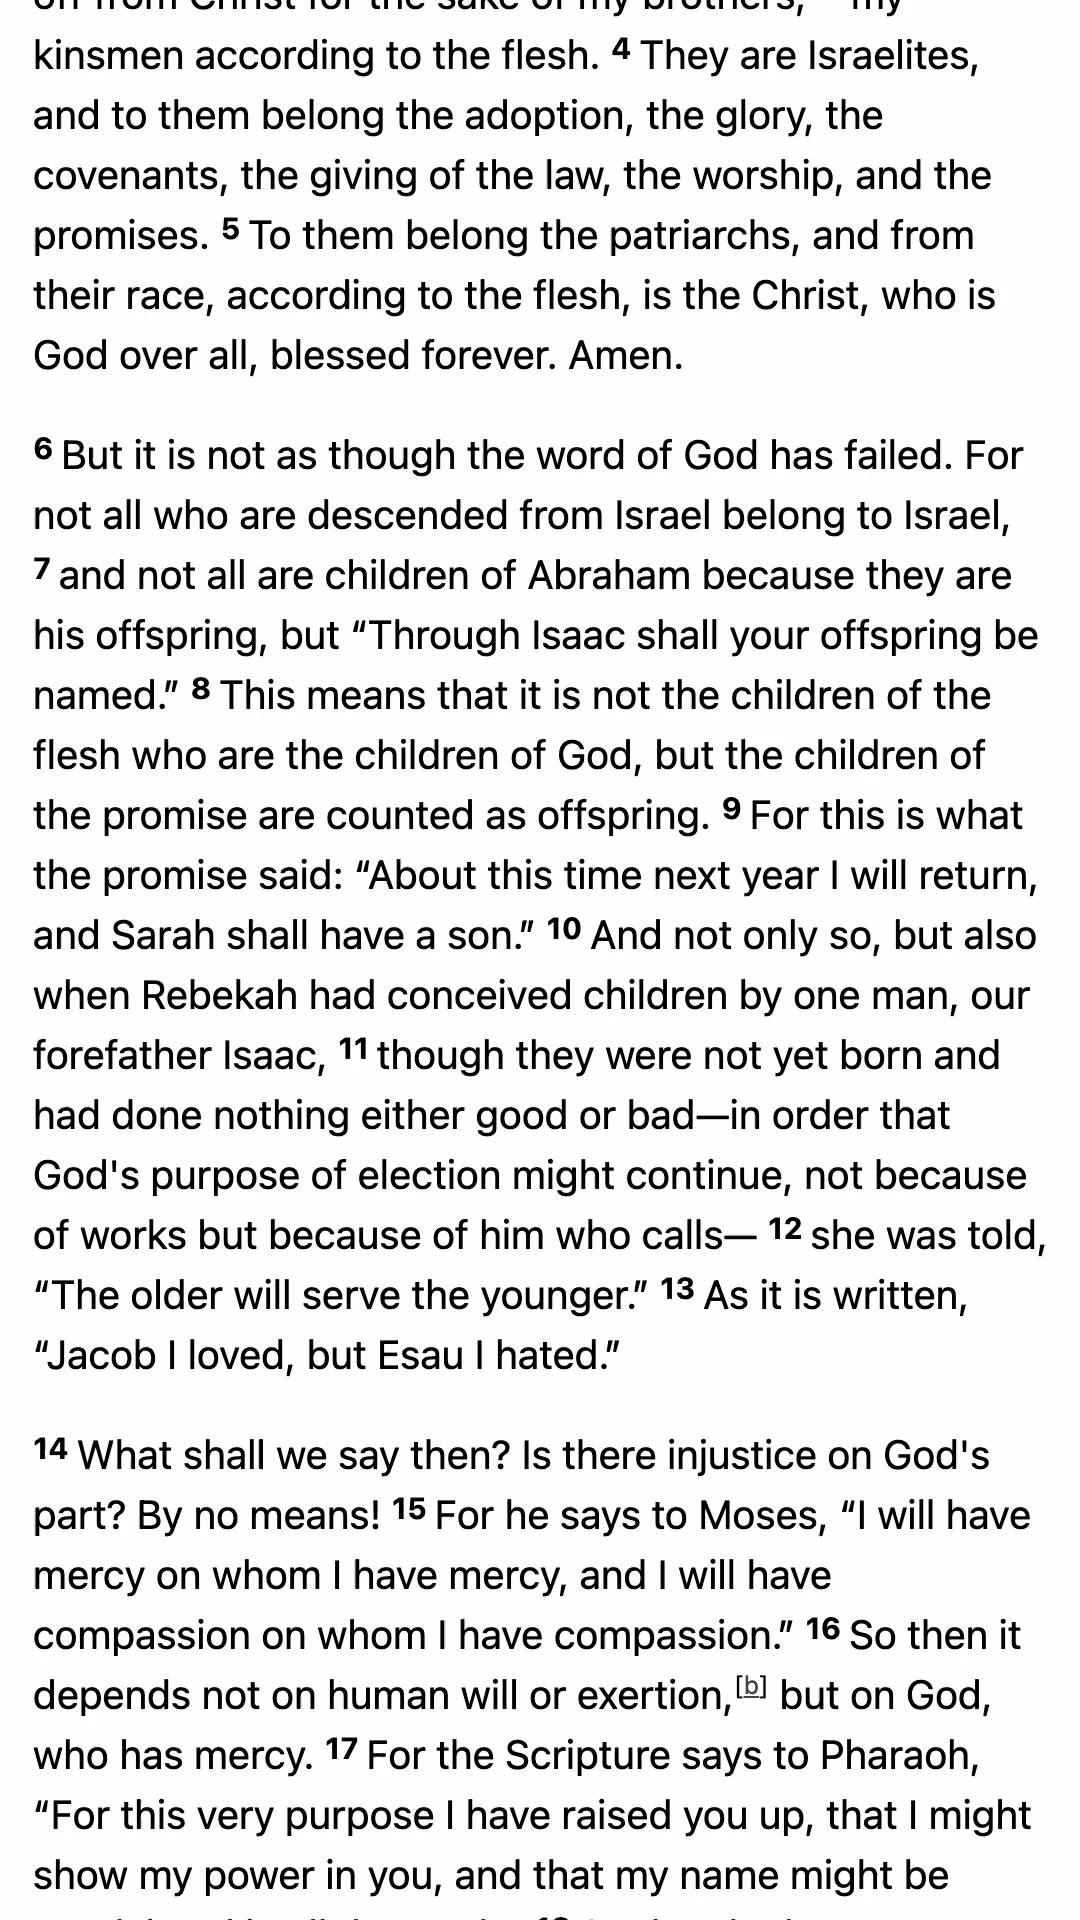 kinsmen according to the flesh. 4 They are Israelites,
and to them belong the adoption, the glory, the
covenants, the giving of the law, the worship, and the
promises. 5 To them belong the patriarchs, and from
their race, according to the flesh, is the Christ, who is
God over all, blessed forever. Amen.
6 But it is not as though the word of God has failed. For
not all who are descended from Israel belong to Israel,
7 and not all are children of Abraham because they are
his offspring, but “Through Isaac shall your offspring be
named.” 8 This means that it is not the children of the
flesh who are the children of God, but the children of
the promise are counted as offspring. 9 For this is what
the promise said: “About this time next year I will return,
and Sarah shall have a son.” 10 And not only so, but also
when Rebekah had conceived children by one man, our
forefather Isaac, 11 though they were not yet born and
had done nothing either good or bad—in order that
God's purpose of election might continue, not because
of works but because of him who calls— 12 she was told,
“The older will serve the younger.” 13 As it is written,
“Jacob I loved, but Esau I hated.”
14 What shall we say then? Is there injustice on God's
part? By no means! 15 For he says to Moses, “I will have
mercy on whom I have mercy, and I will have
compassion on whom I have compassion.” 16 So then it
depends not on human will or exertion,[b] but on God,
who has mercy. 17 For the Scripture says to Pharaoh,
“For this very purpose I have raised you up, that I might
show my power in you, and that my name might be